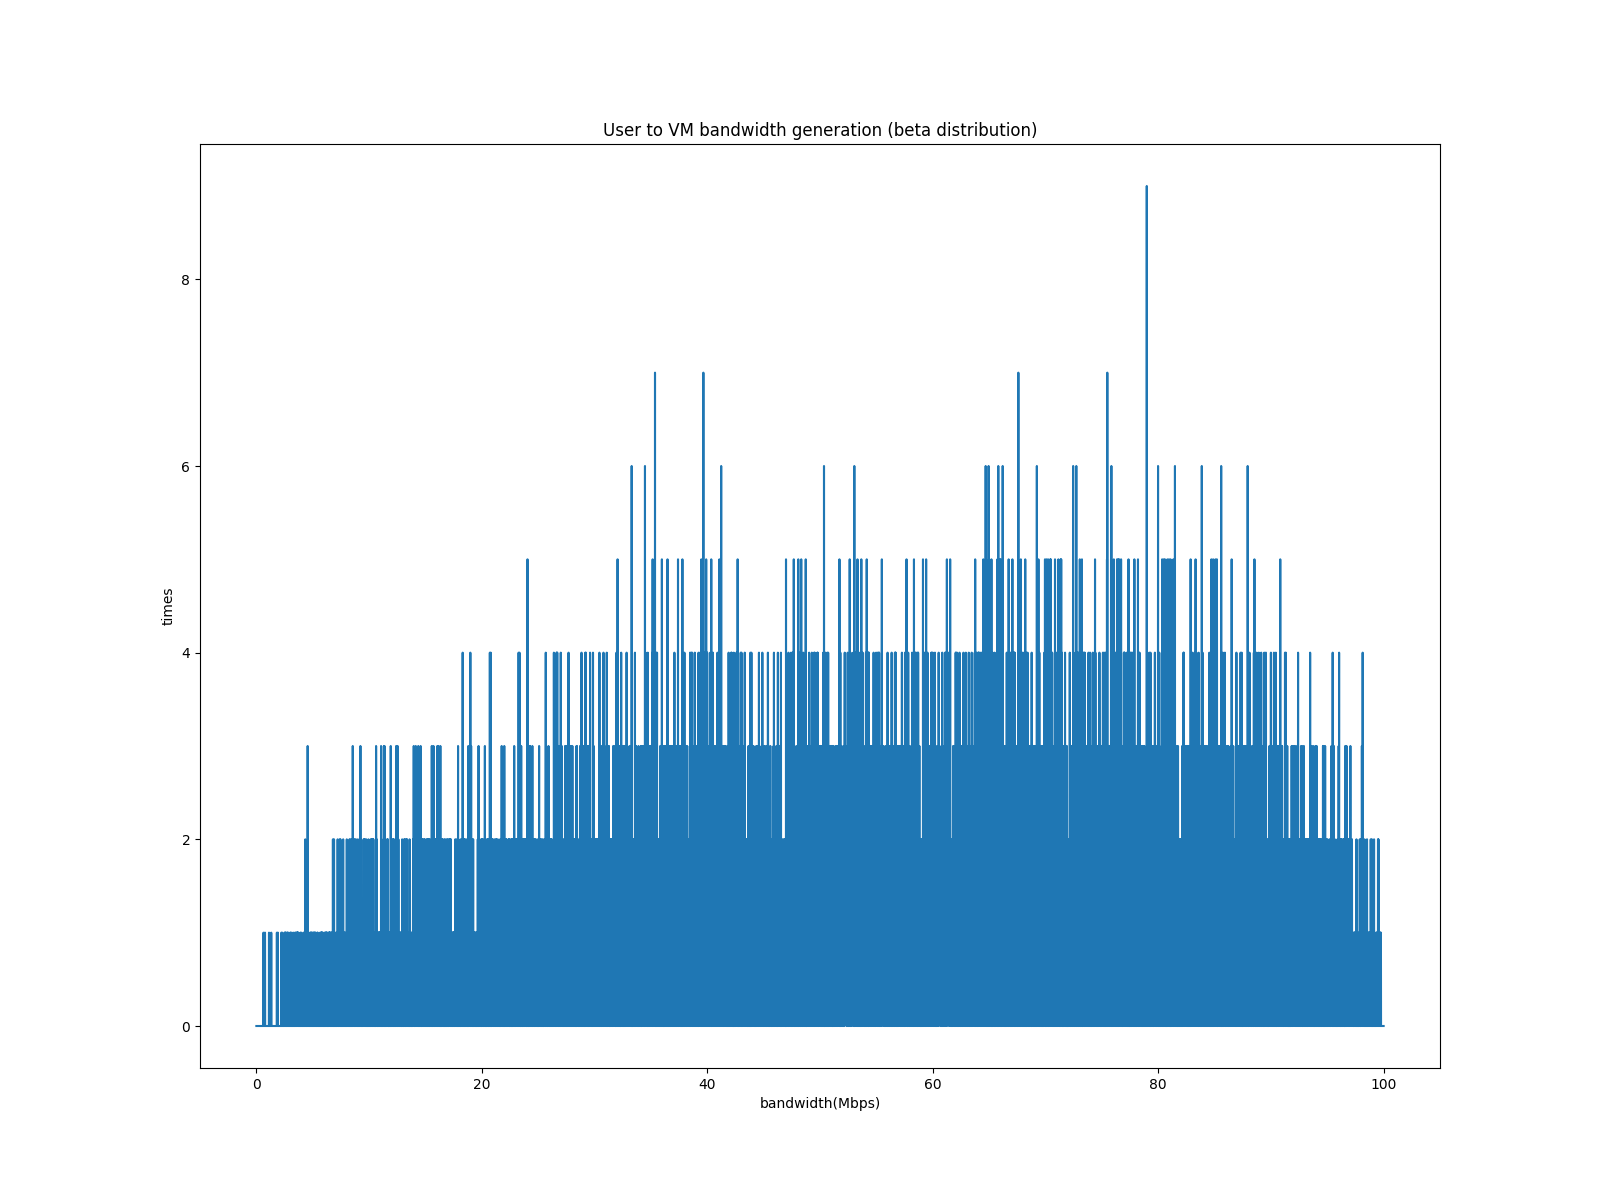 User to VM bandwidth generation (beta distribution)
8
6
4
2
0
times
0 20 40 60 80 100
bandwidth(Mbps)